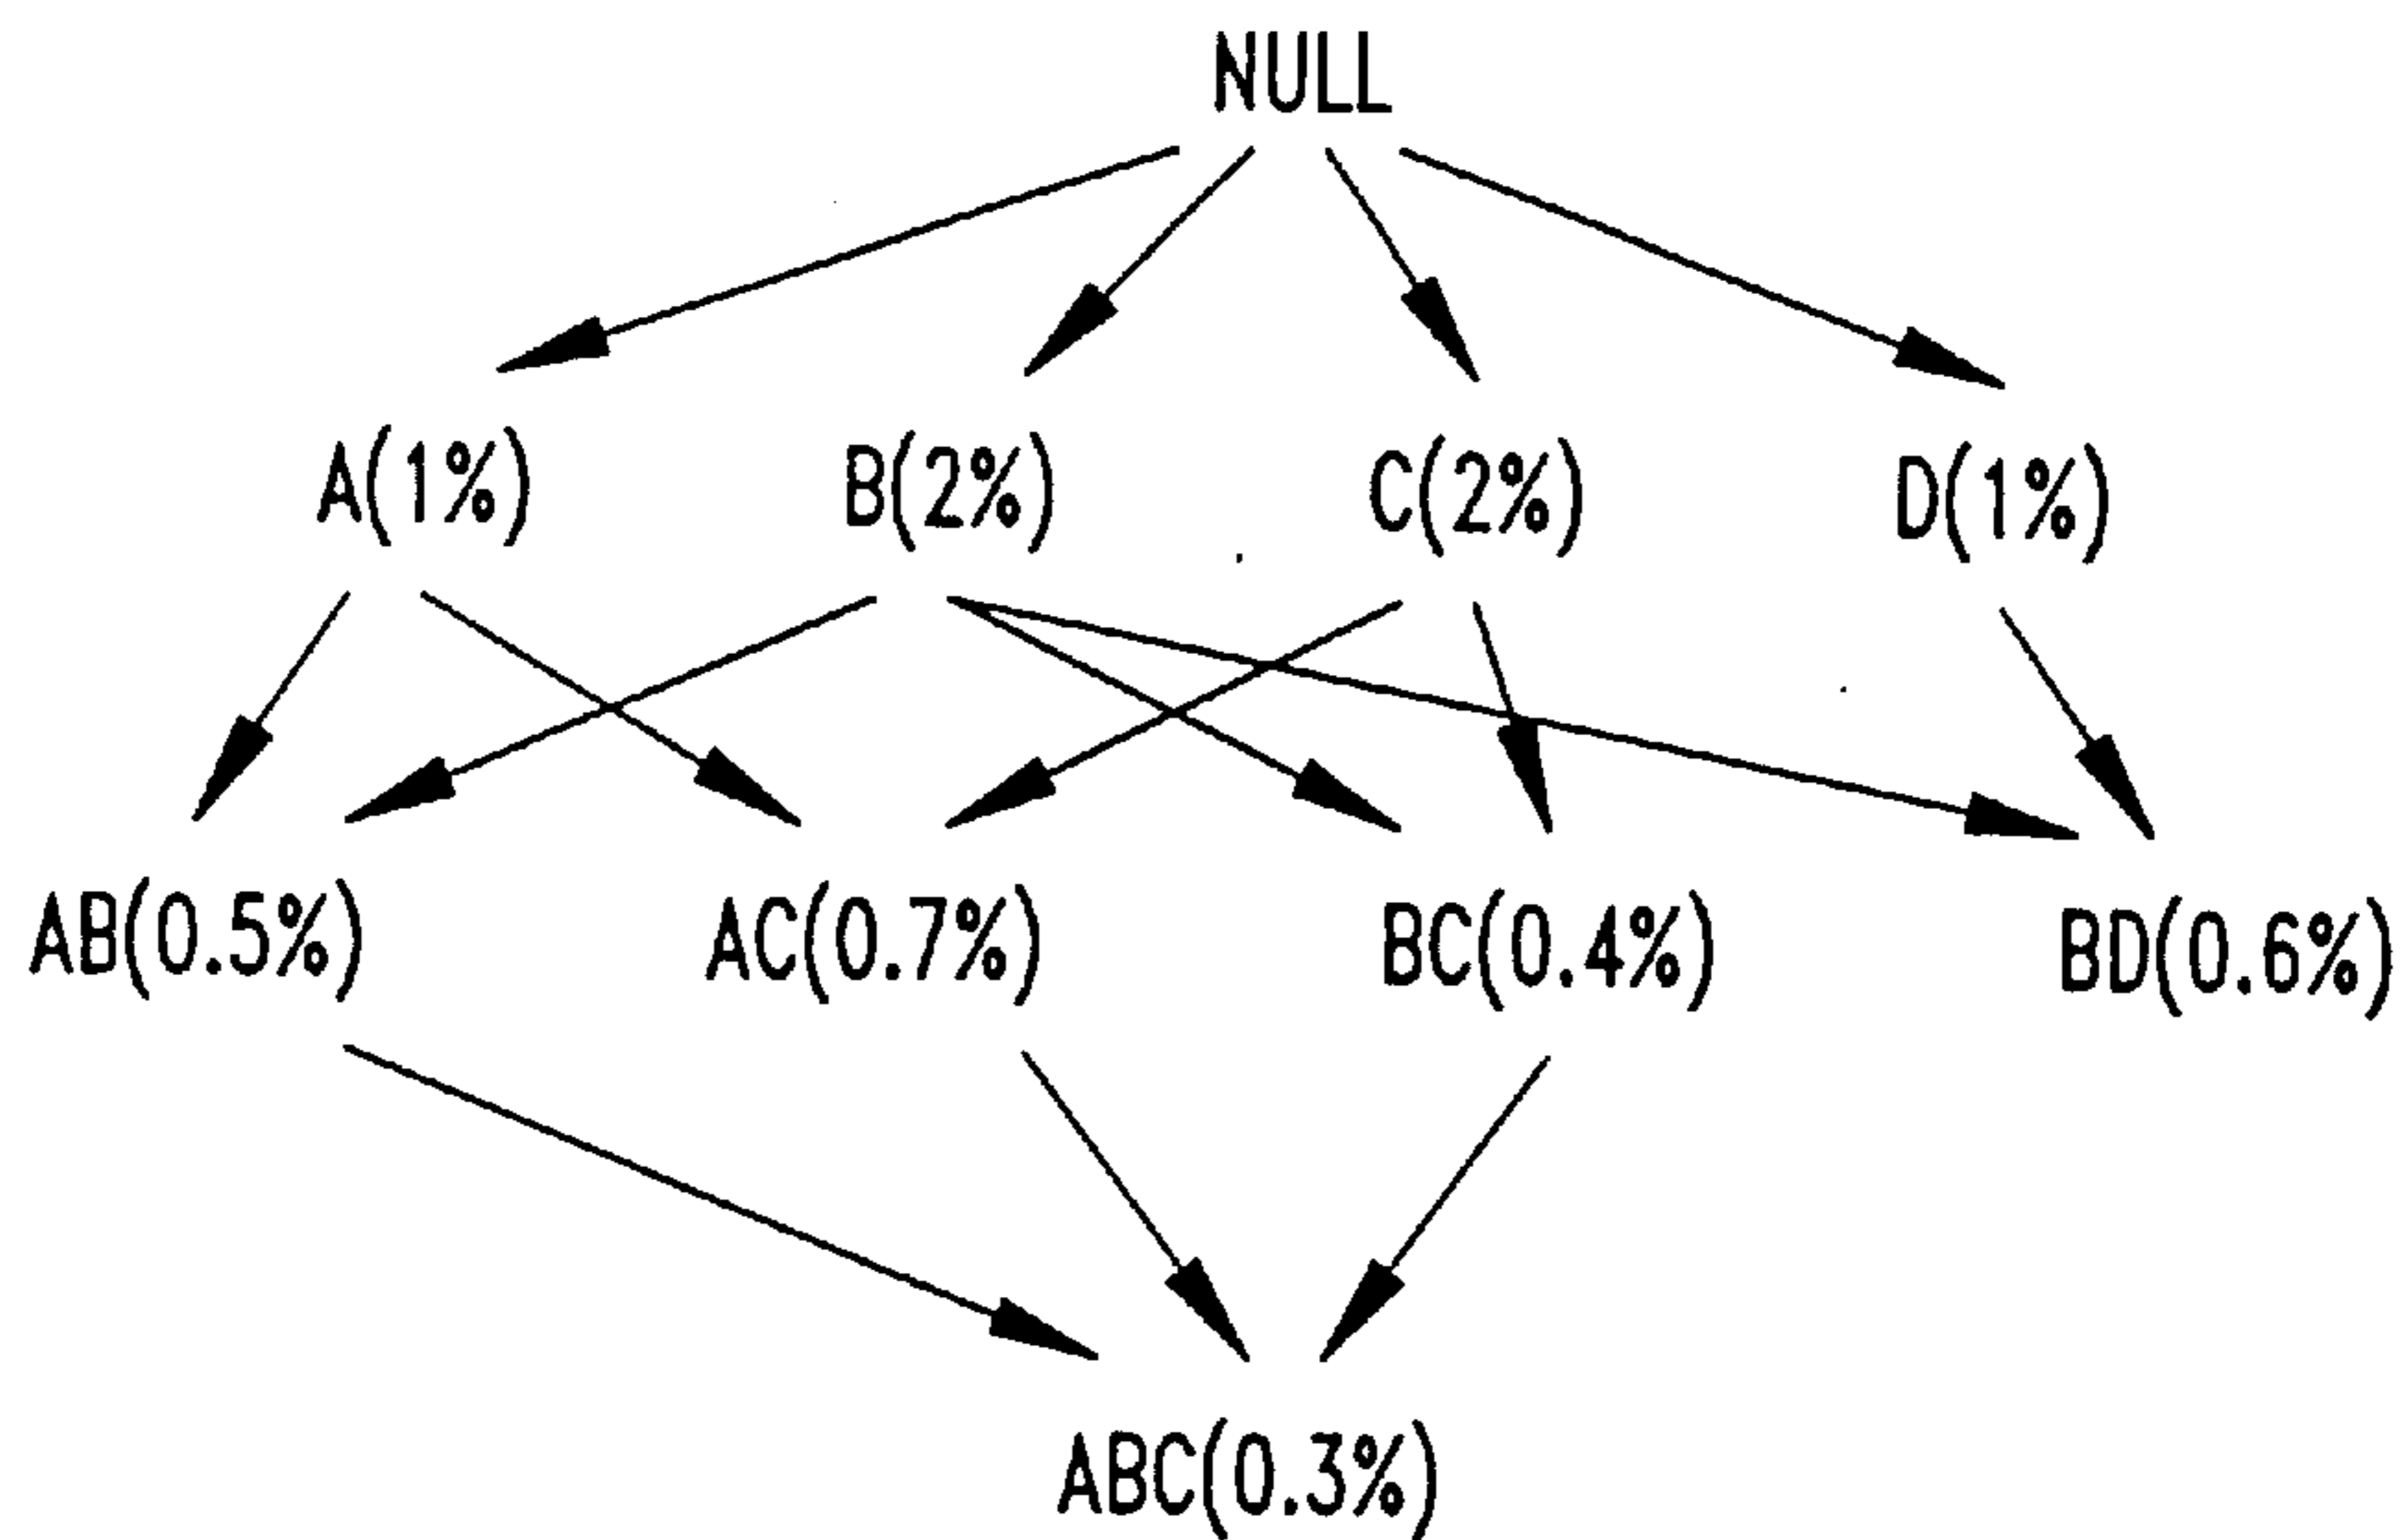 NULL
A(1%) B(2%) C(2%) D(1%)
AB(0.5%) AC(0.7%) BC(0.4%) BD(0.6%)
ABC(0.3%)